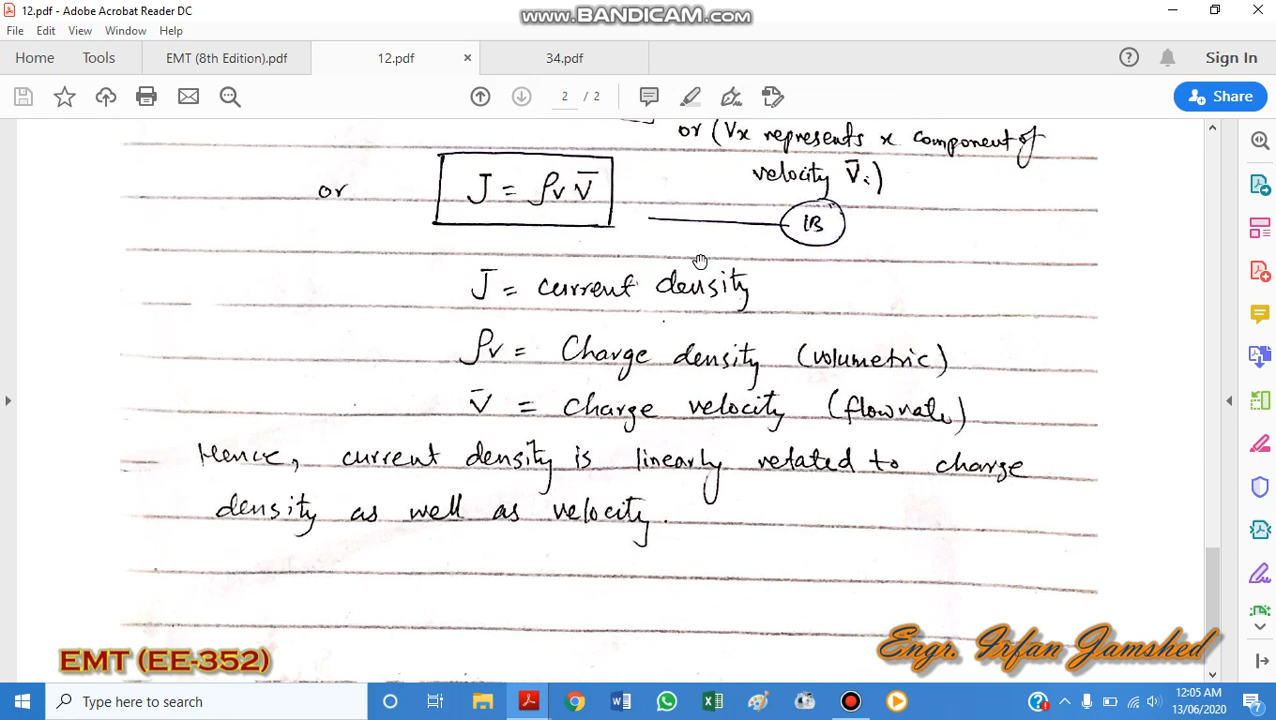 12.pdf - Adobe Acrobat Reader DC
www.BANDICAM.com
File Edit View Window Help
Home Tools EMT (8th Edition).pdf 12.pdf × 34.pdf Sign In
2 / 2 Share
or (Vx represents x component of
velocity V̄.)
or J = ρv v̄ 1B
J̄ = current density
ρv = Charge density (volumetric)
v̄ = charge velocity (flow rate)
Hence, current density is linearly related to charge
density as well as velocity.
EMT (EE-352)
Engr. Irfan Jamshed
Type here to search
12:05 AM
13/06/2020